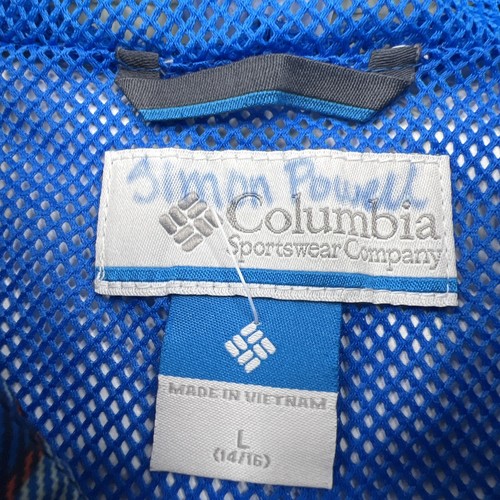 Simon Powell
Columbia
Sportswear Company
MADE IN VIETNAM
L
(14/16)